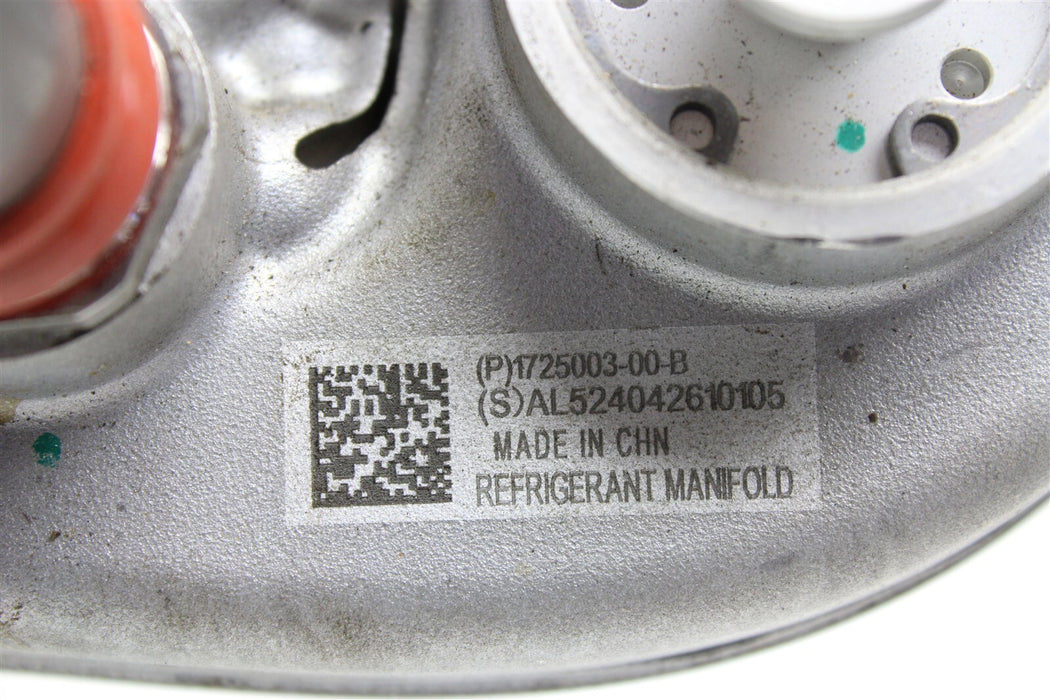 (P)1725003-00-B
(S)AL524042610105
MADE IN CHN
REFRIGERANT MANIFOLD